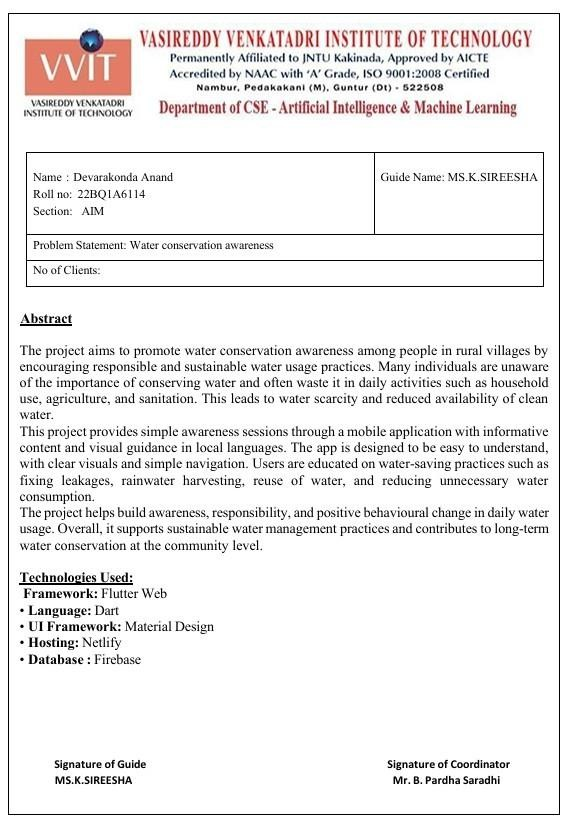 VVIT
VASIREDDY VENKATADRI
INSTITUTE OF TECHNOLOGY
VASIREDDY VENKATADRI INSTITUTE OF TECHNOLOGY
Permanently Affiliated to JNTU Kakinada, Approved by AICTE
Accredited by NAAC with ‘A’ Grade, ISO 9001:2008 Certified
Nambur, Pedakakani (M), Guntur (Dt) - 522508
Department of CSE - Artificial Intelligence & Machine Learning
Name : Devarakonda Anand
Roll no: 22BQ1A6114
Section: AIM
Guide Name: MS.K.SIREESHA
Problem Statement: Water conservation awareness
No of Clients:
Abstract
The project aims to promote water conservation awareness among people in rural villages by
encouraging responsible and sustainable water usage practices. Many individuals are unaware
of the importance of conserving water and often waste it in daily activities such as household
use, agriculture, and sanitation. This leads to water scarcity and reduced availability of clean
water.
This project provides simple awareness sessions through a mobile application with informative
content and visual guidance in local languages. The app is designed to be easy to understand,
with clear visuals and simple navigation. Users are educated on water-saving practices such as
fixing leakages, rainwater harvesting, reuse of water, and reducing unnecessary water
consumption.
The project helps build awareness, responsibility, and positive behavioural change in daily water
usage. Overall, it supports sustainable water management practices and contributes to long-term
water conservation at the community level.
Technologies Used:
Framework: Flutter Web
• Language: Dart
• UI Framework: Material Design
• Hosting: Netlify
• Database : Firebase
Signature of Guide
MS.K.SIREESHA
Signature of Coordinator
Mr. B. Pardha Saradhi